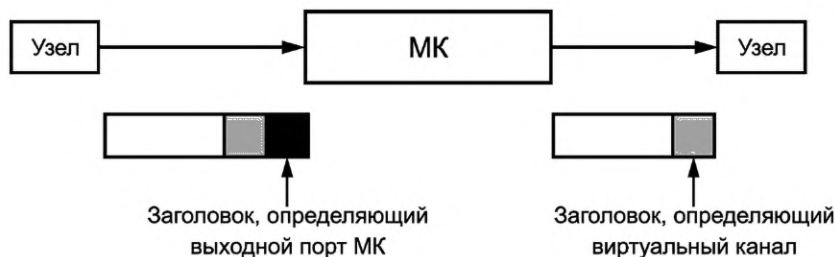 Узел
МК
Узел
Заголовок, определяющий
выходной порт МК
Заголовок, определяющий
виртуальный канал